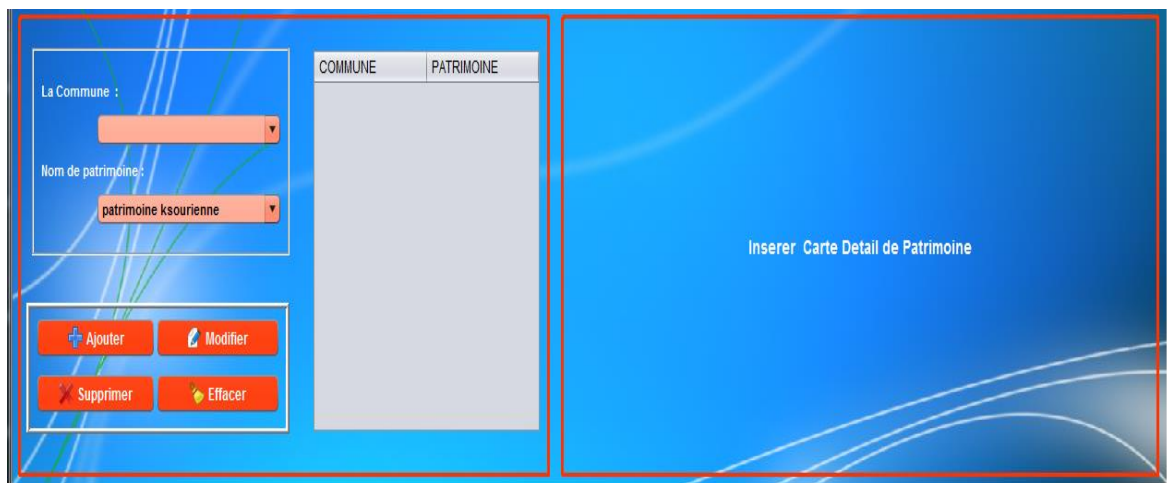 La Commune :
Nom de patrimoine :
patrimoine ksourienne
Ajouter
Modifier
Supprimer
Effacer
COMMUNE
PATRIMOINE
Inserer Carte Detail de Patrimoine